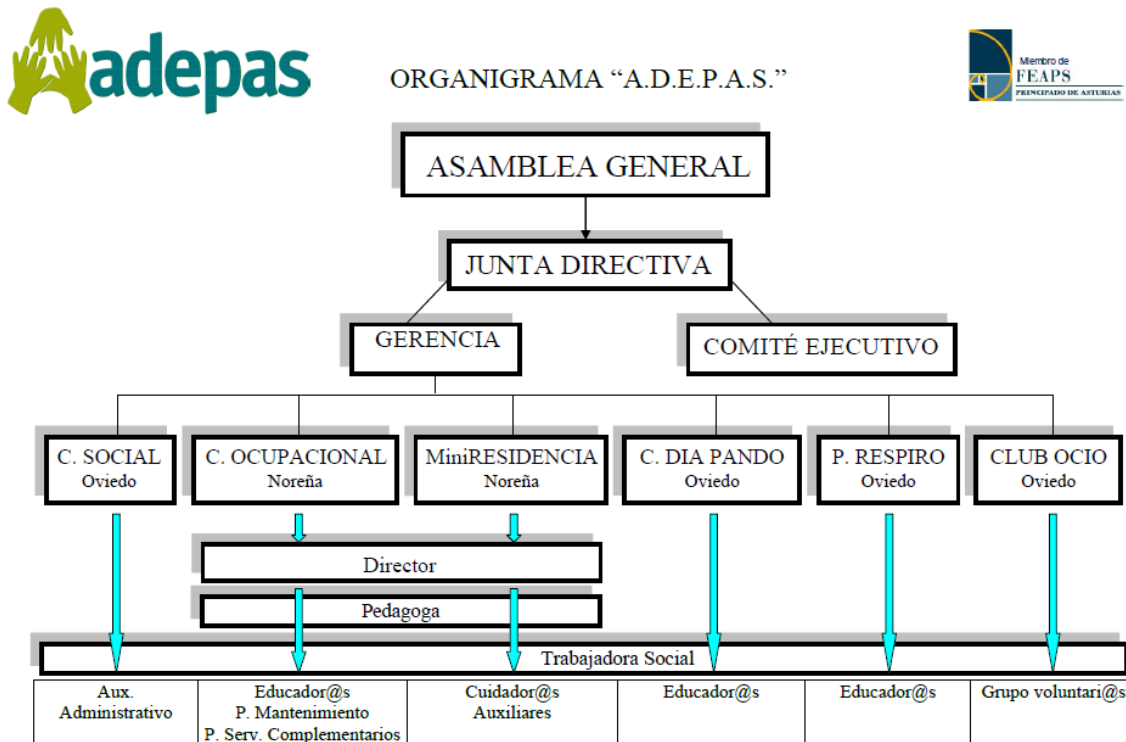 adepas
ORGANIGRAMA “A.D.E.P.A.S.”
Miembro de
FEAPS
PRINCIPADO DE ASTURIAS
ASAMBLEA GENERAL
JUNTA DIRECTIVA
GERENCIA
COMITÉ EJECUTIVO
C. SOCIAL
Oviedo
C. OCUPACIONAL
Noreña
MiniRESIDENCIA
Noreña
C. DIA PANDO
Oviedo
P. RESPIRO
Oviedo
CLUB OCIO
Oviedo
Director
Pedagoga
Trabajadora Social
Aux.
Administrativo
Educador@s
P. Mantenimiento
P. Serv. Complementarios
Cuidador@s
Auxiliares
Educador@s
Educador@s
Grupo voluntari@s